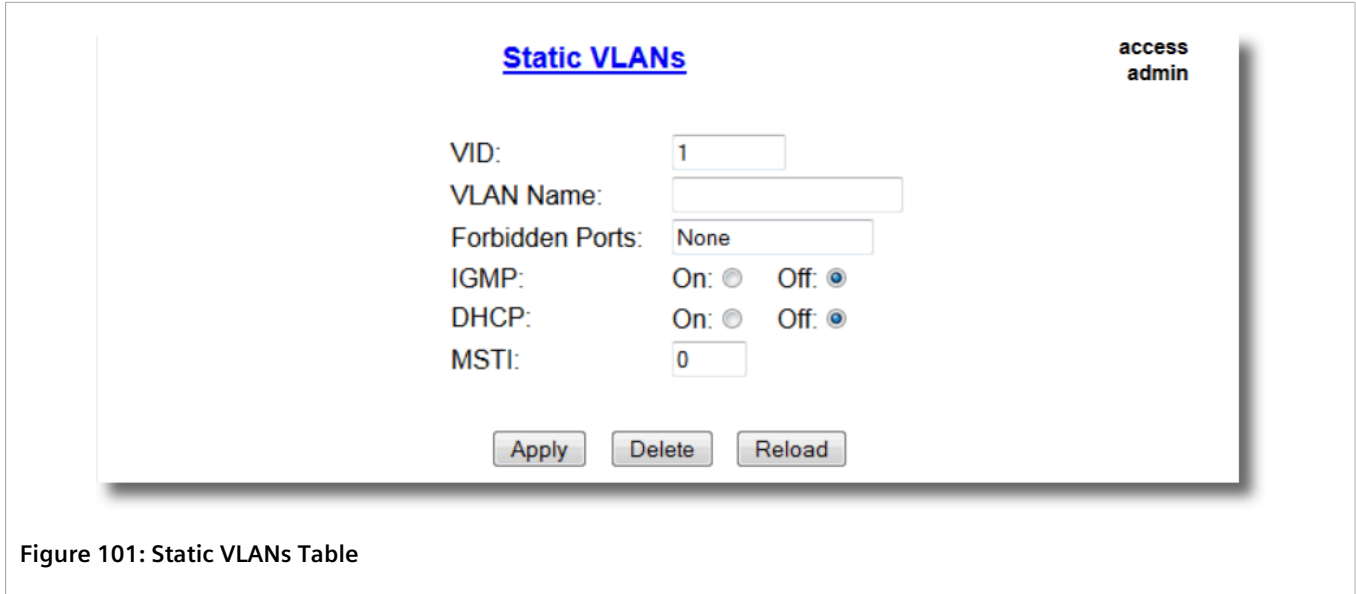 Static VLANs
access
admin
VID: 1
VLAN Name:
Forbidden Ports: None
IGMP: On: Off:
DHCP: On: Off:
MSTI: 0
Apply Delete Reload
Figure 101: Static VLANs Table